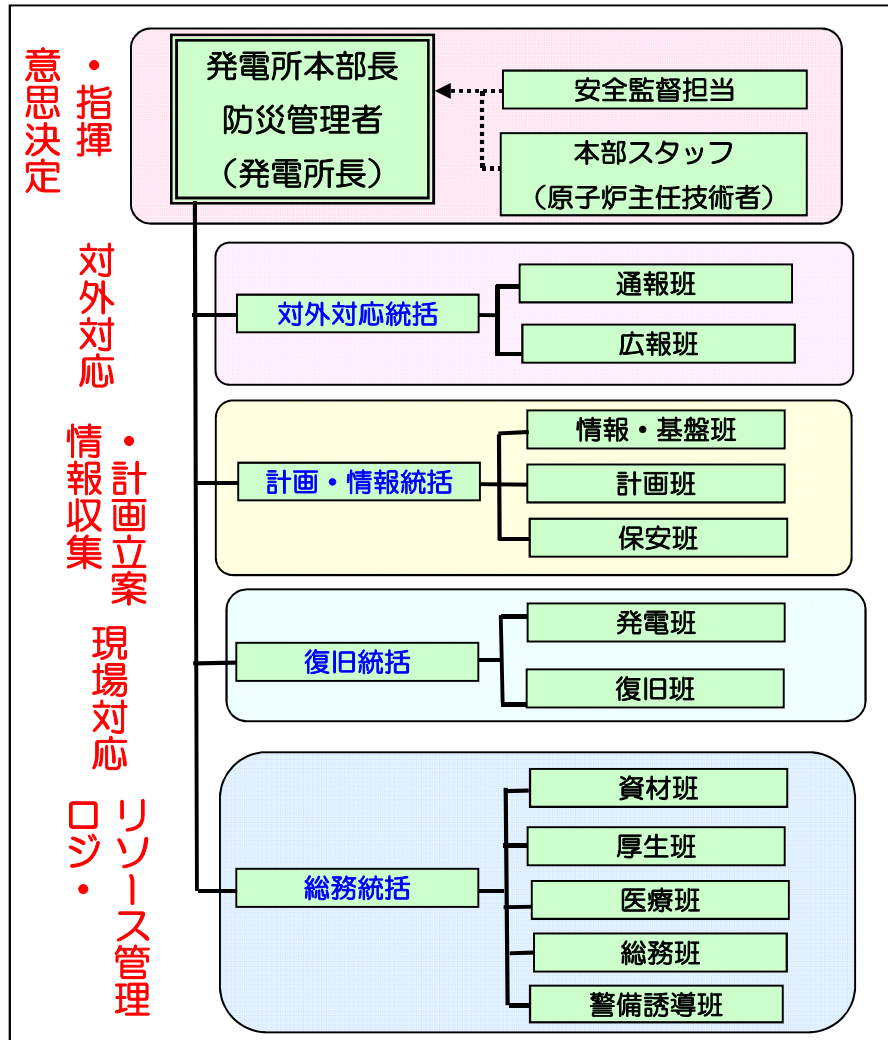 意思決定
・指揮
発電所本部長
防災管理者
（発電所長）
安全監督担当
本部スタッフ
（原子炉主任技術者）
対外対応
対外対応統括
通報班
広報班
情報収集
・計画立案
計画・情報統括
情報・基盤班
計画班
保安班
現場対応
復旧統括
発電班
復旧班
ロジ・
リソース管理
総務統括
資材班
厚生班
医療班
総務班
警備誘導班